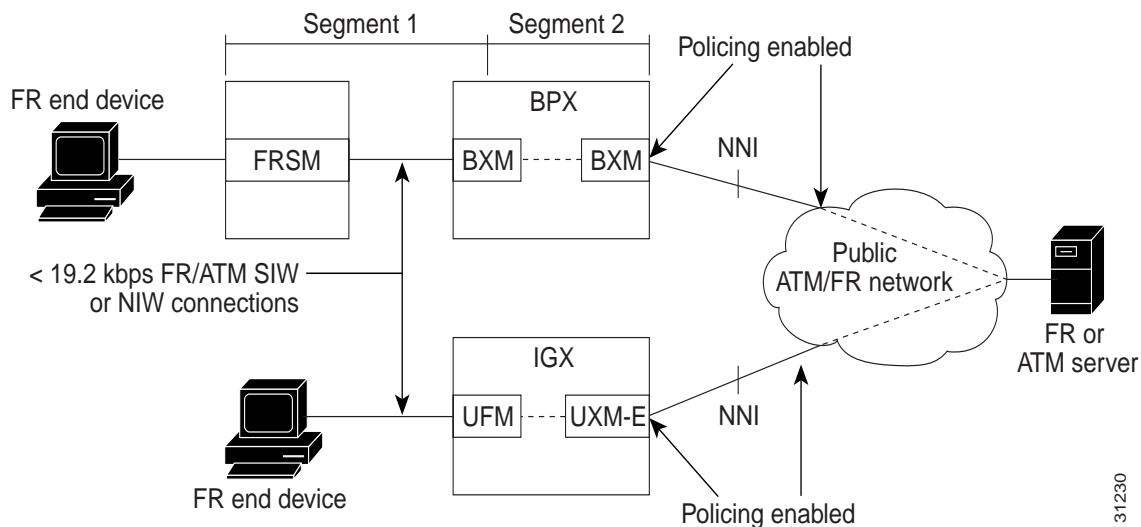 Segment 1
Segment 2
Policing enabled
FR end device
BPX
FRSM
BXM
BXM
NNI
< 19.2 kbps FR/ATM SIW
or NIW connections
Public
ATM/FR network
FR or
ATM server
IGX
UFM
UXM-E
NNI
FR end device
Policing enabled
31230